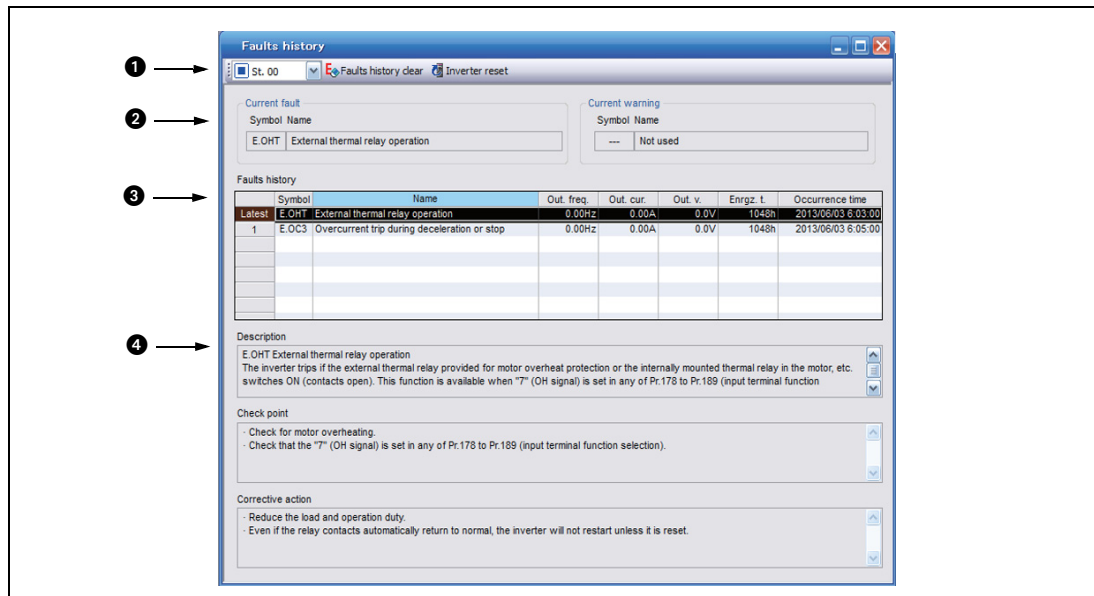 Faults history
1
St. 00 Faults history clear Inverter reset
Current fault Current warning
2
Symbol Name Symbol Name
E.OHT External thermal relay operation --- Not used
Faults history
3
Symbol Name Out. freq. Out. cur. Out. v. Enrgz. t. Occurrence time
Latest E.OHT External thermal relay operation 0.00Hz 0.00A 0.0V 1048h 2013/06/03 6:03:00
1 E.OC3 Overcurrent trip during deceleration or stop 0.00Hz 0.00A 0.0V 1048h 2013/06/03 6:05:00
Description
4
E.OHT External thermal relay operation
The inverter trips if the external thermal relay provided for motor overheat protection or the internally mounted thermal relay in the motor, etc.
switches ON (contacts open). This function is available when "7" (OH signal) is set in any of Pr.178 to Pr.189 (input terminal function
Check point
- Check for motor overheating.
- Check that the "7" (OH signal) is set in any of Pr.178 to Pr.189 (input terminal function selection).
Corrective action
- Reduce the load and operation duty.
- Even if the relay contacts automatically return to normal, the inverter will not restart unless it is reset.